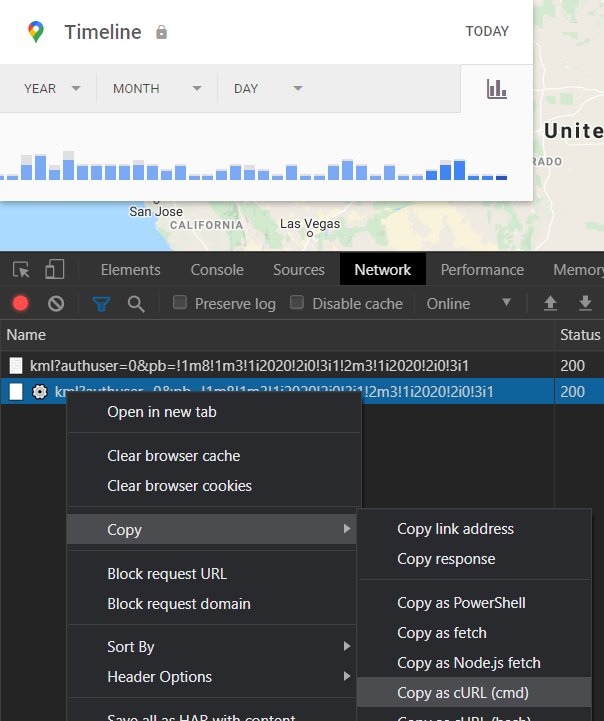 Timeline
TODAY
YEAR
MONTH
DAY
Unite
RADO
San Jose
CALIFORNIA
Las Vegas
Elements
Console
Sources
Network
Performance
Memory
Preserve log
Disable cache
Online
Name
Status
kml?authuser=0&pb=!1m8!1m3!1i2020!2i0!3i1!2m3!1i2020!2i0!3i1
200
kml?authuser=0&pb=!1m8!1m3!1i2020!2i0!3i1!2m3!1i2020!2i0!3i1
200
Open in new tab
Clear browser cache
Clear browser cookies
Copy
Copy link address
Copy response
Block request URL
Block request domain
Copy as PowerShell
Copy as fetch
Sort By
Copy as Node.js fetch
Header Options
Copy as cURL (cmd)
Save all as HAR with content
Copy as cURL (bash)